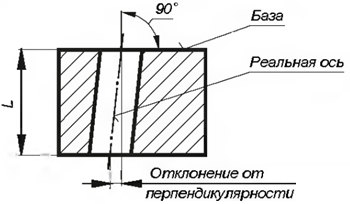 90°
База
Реальная ось
L
Отклонение от
перпендикулярности